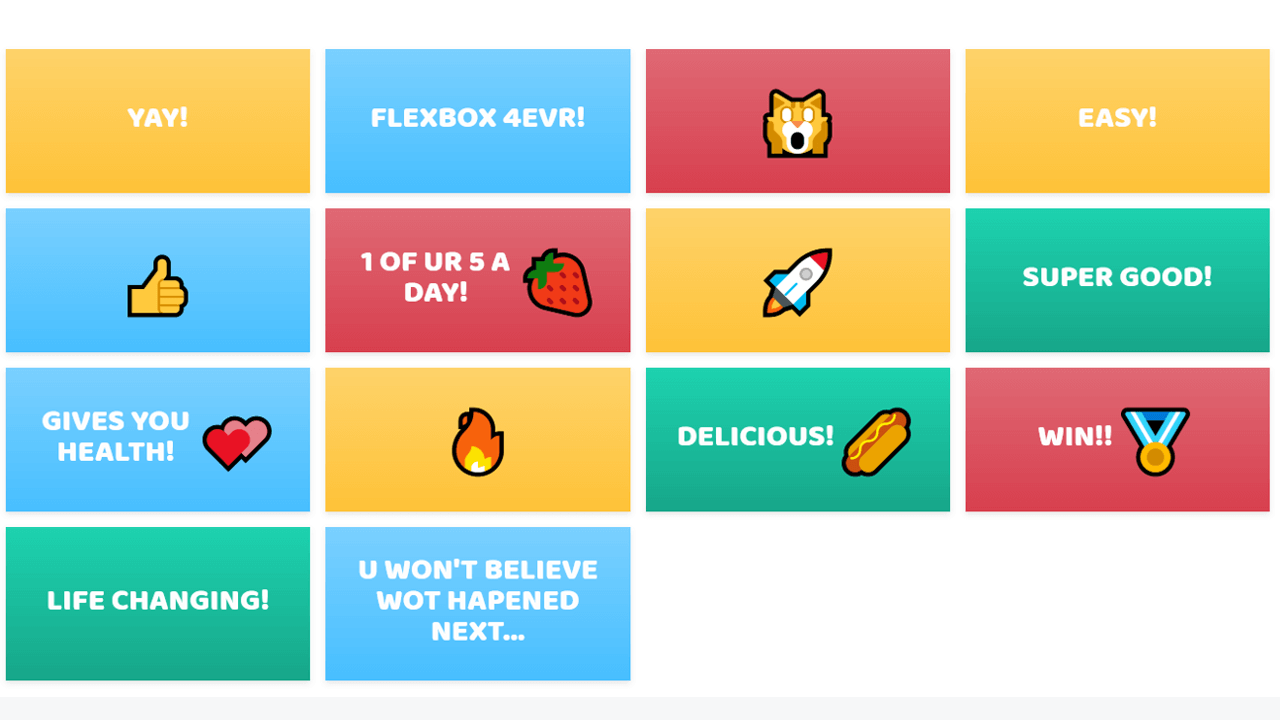 YAY!
FLEXBOX 4EVR!
EASY!
1 OF UR 5 A
DAY!
SUPER GOOD!
GIVES YOU
HEALTH!
DELICIOUS!
WIN!!
LIFE CHANGING!
U WON'T BELIEVE
WOT HAPENED
NEXT...